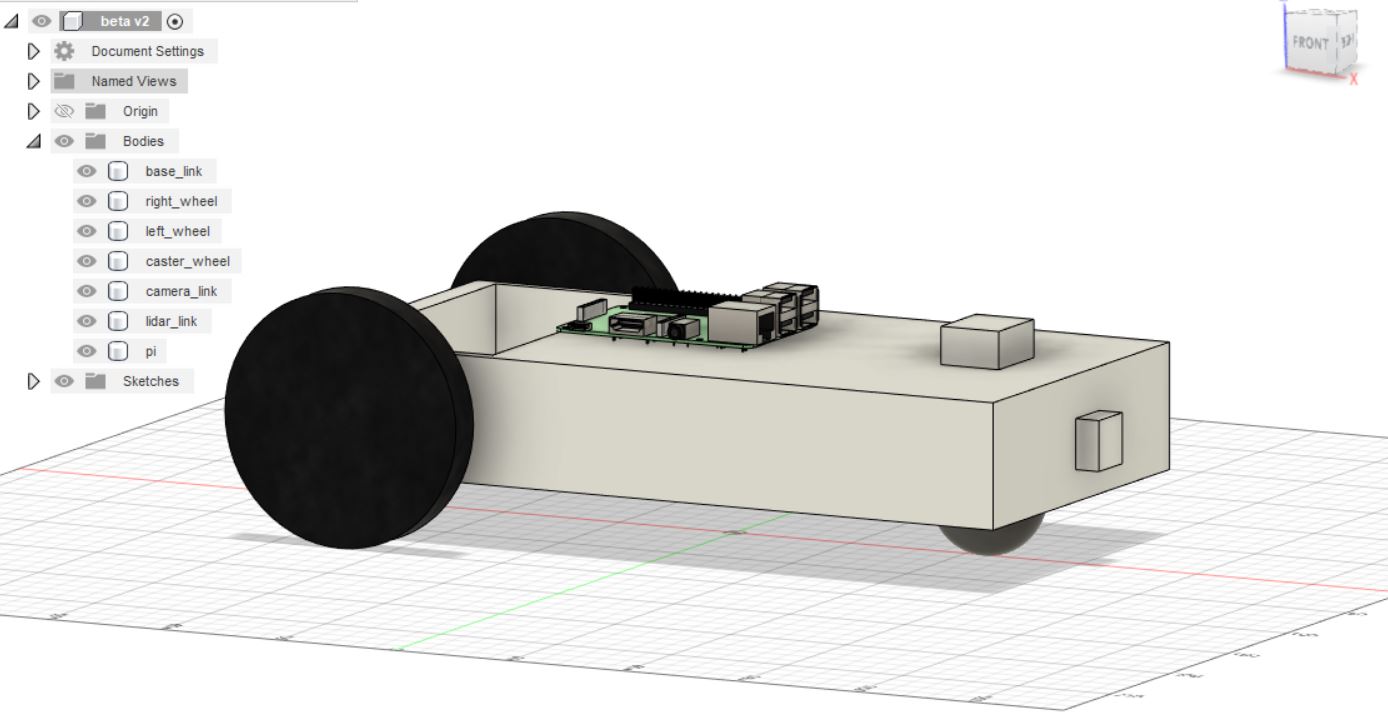 beta v2
Document Settings
Named Views
Origin
Bodies
base_link
right_wheel
left_wheel
caster_wheel
camera_link
lidar_link
pi
Sketches
FRONT
X